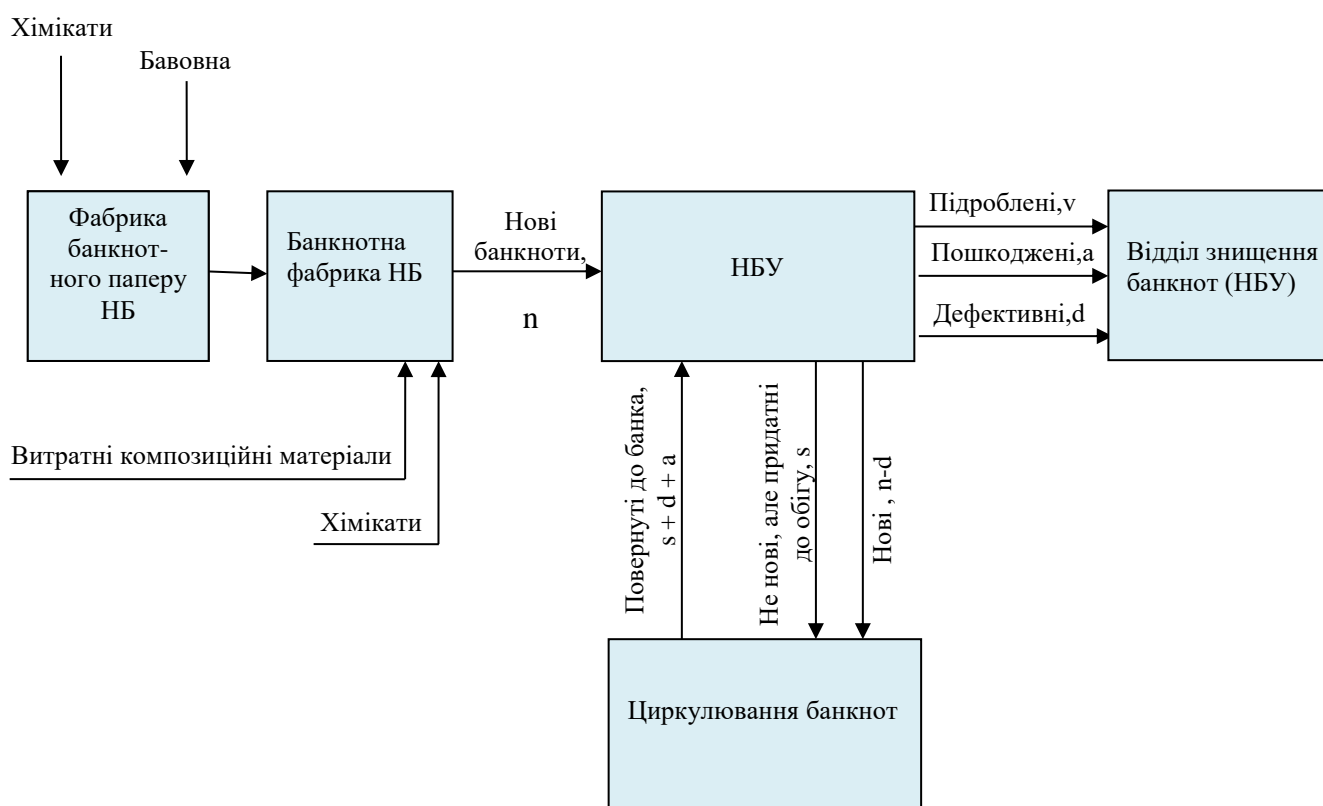 Хімікати
Бавовна
Фабрика
банкнот-
ного паперу
НБ
Банкнотна
фабрика НБ
Нові
банкноти,
n
НБУ
Підроблені,v
Пошкоджені,а
Дефективні,d
Відділ знищення
банкнот (НБУ)
Витратні композиційні матеріали
Хімікати
Повернуті до банка,
s + d + a
Не нові, але придатні
до обігу, s
Нові , n-d
Циркулювання банкнот